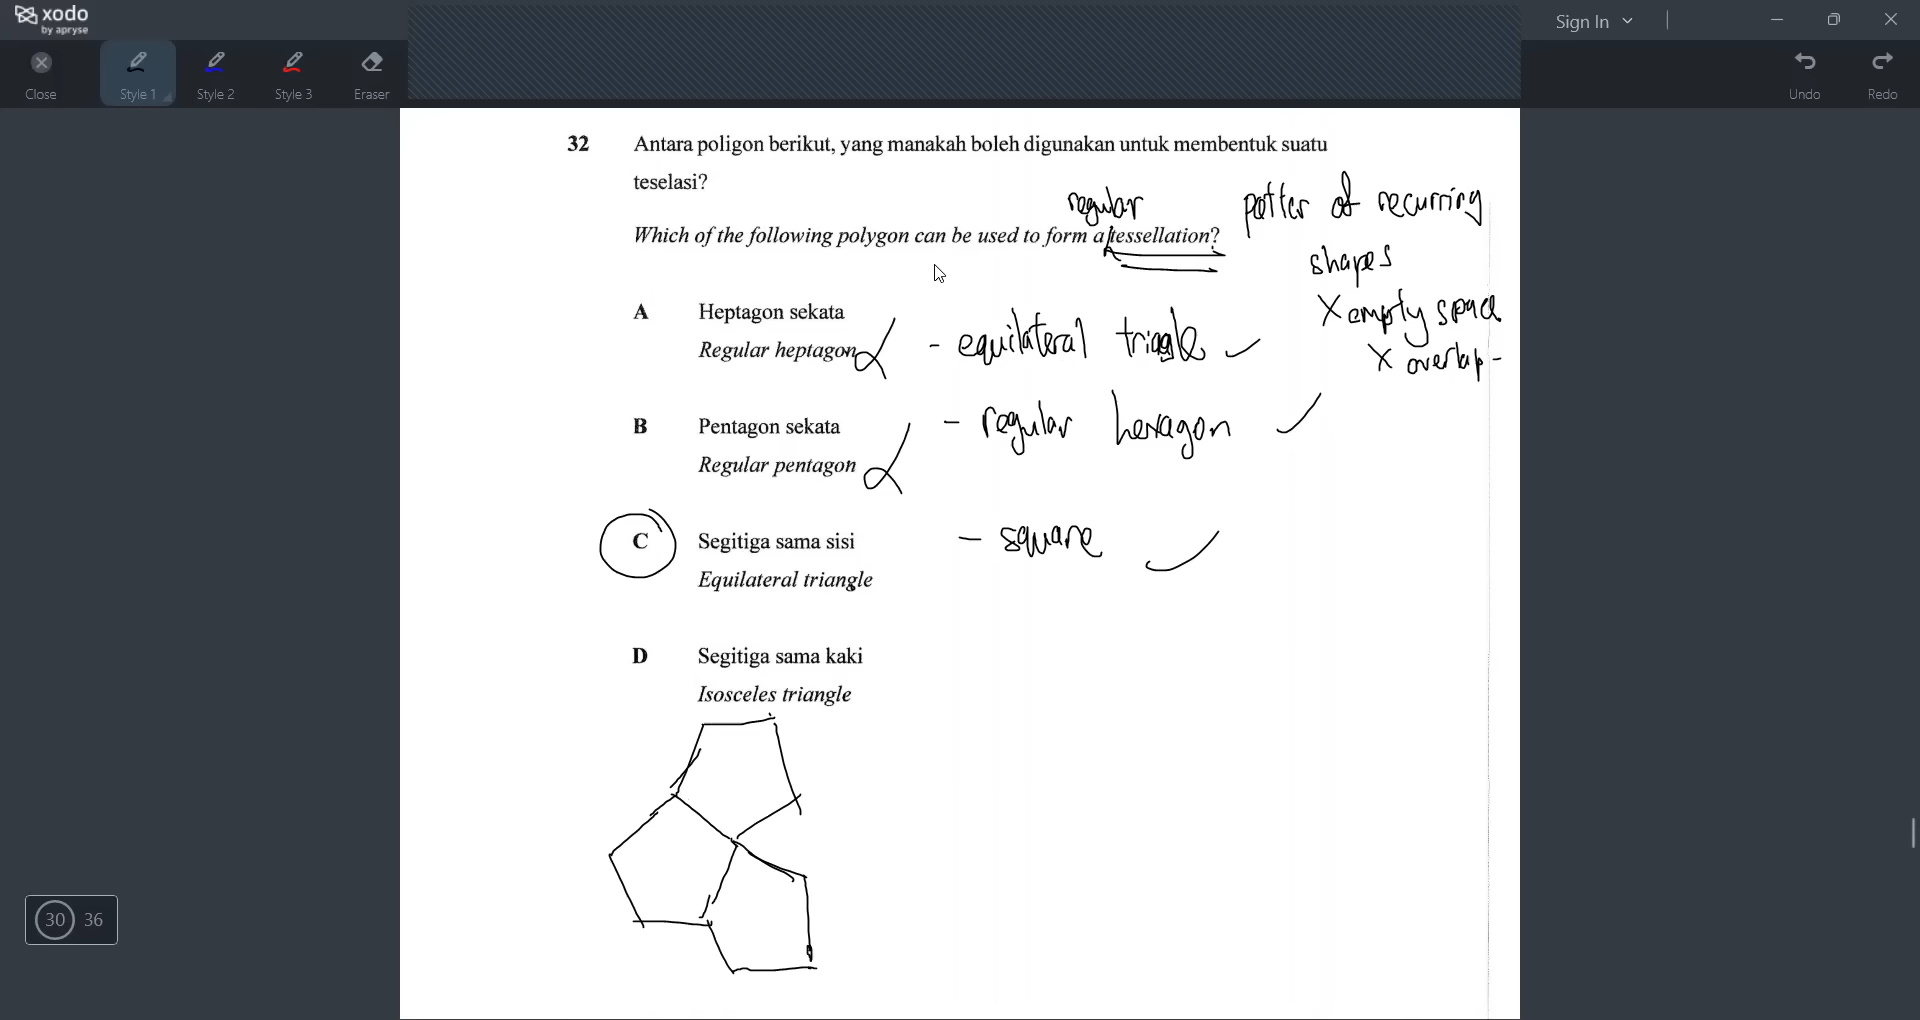 xodo
by apryse
Sign In
Close
Style 1
Style 2
Style 3
Eraser
Undo
Redo
32 Antara poligon berikut, yang manakah boleh digunakan untuk membentuk suatu
teselasi?
regular
Which of the following polygon can be used to form a tessellation?
patter of recurring
shapes
X empty space
X overlap -
A Heptagon sekata
Regular heptagon
- equilateral triagle
B Pentagon sekata
Regular pentagon
- regular hexagon
C Segitiga sama sisi
Equilateral triangle
- square
D Segitiga sama kaki
Isosceles triangle
30 36